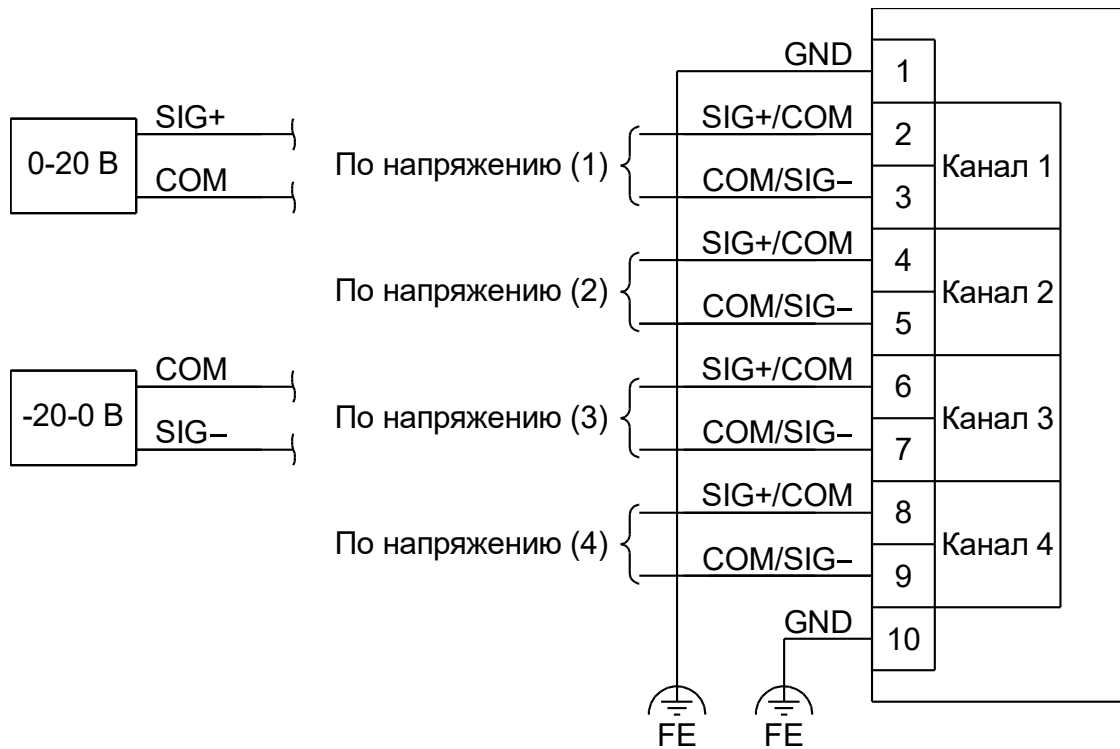 GND
1
SIG+
SIG+/COM
2
0-20 В
По напряжению (1)
Канал 1
COM
COM/SIG–
3
SIG+/COM
4
По напряжению (2)
Канал 2
COM/SIG–
5
COM
SIG+/COM
6
-20-0 В
По напряжению (3)
Канал 3
SIG–
COM/SIG–
7
SIG+/COM
8
По напряжению (4)
Канал 4
COM/SIG–
9
GND
10
FE
FE